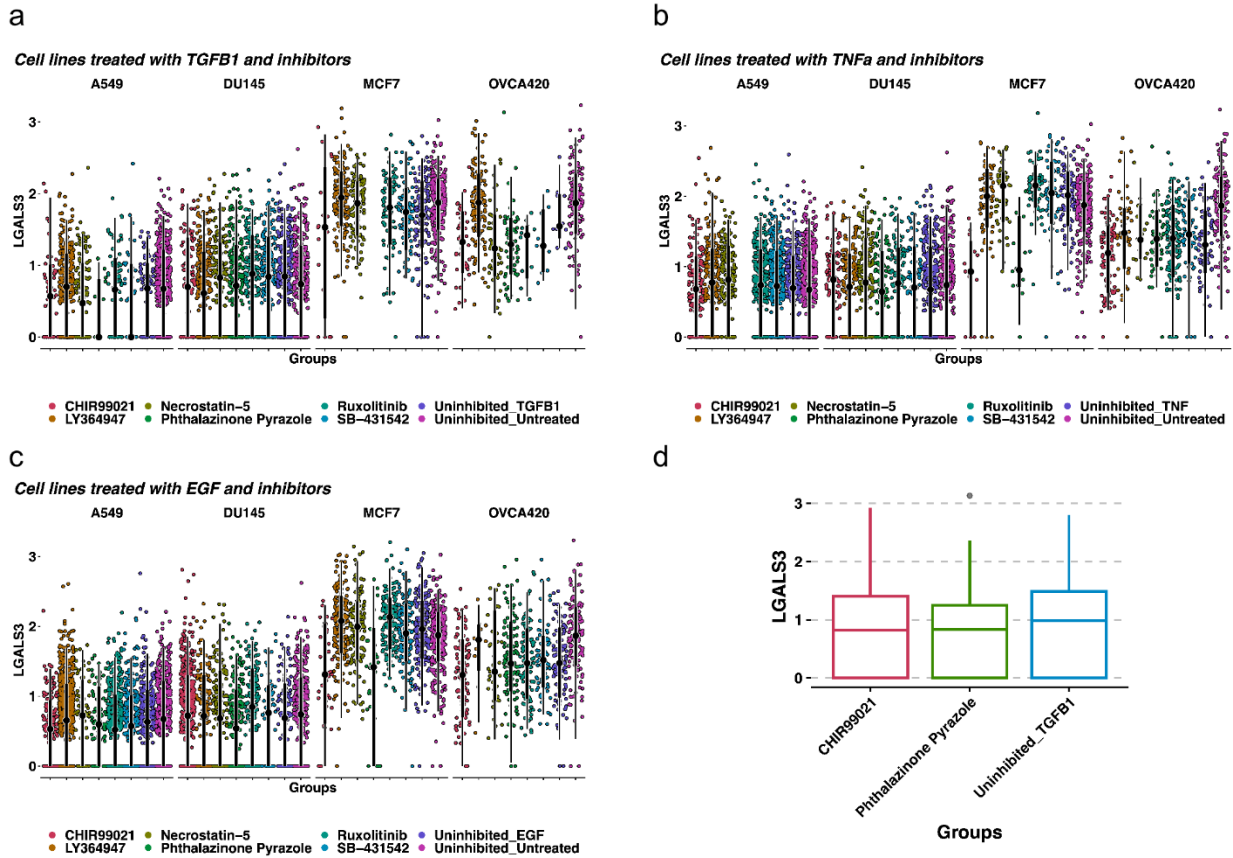 a
Cell lines treated with TGFB1 and inhibitors
A549 DU145 MCF7 OVCA420
LGALS3
3
2
1
0
Groups
CHIR99021 Necrostatin−5 Ruxolitinib Uninhibited_TGFB1
LY364947 Phthalazinone Pyrazole SB−431542 Uninhibited_Untreated
b
Cell lines treated with TNFa and inhibitors
A549 DU145 MCF7 OVCA420
LGALS3
3
2
1
0
Groups
CHIR99021 Necrostatin−5 Ruxolitinib Uninhibited_TNF
LY364947 Phthalazinone Pyrazole SB−431542 Uninhibited_Untreated
c
Cell lines treated with EGF and inhibitors
A549 DU145 MCF7 OVCA420
LGALS3
3
2
1
0
Groups
CHIR99021 Necrostatin−5 Ruxolitinib Uninhibited_EGF
LY364947 Phthalazinone Pyrazole SB−431542 Uninhibited_Untreated
d
LGALS3
3
2
1
0
CHIR99021
Phthalazinone Pyrazole
Uninhibited_TGFB1
Groups